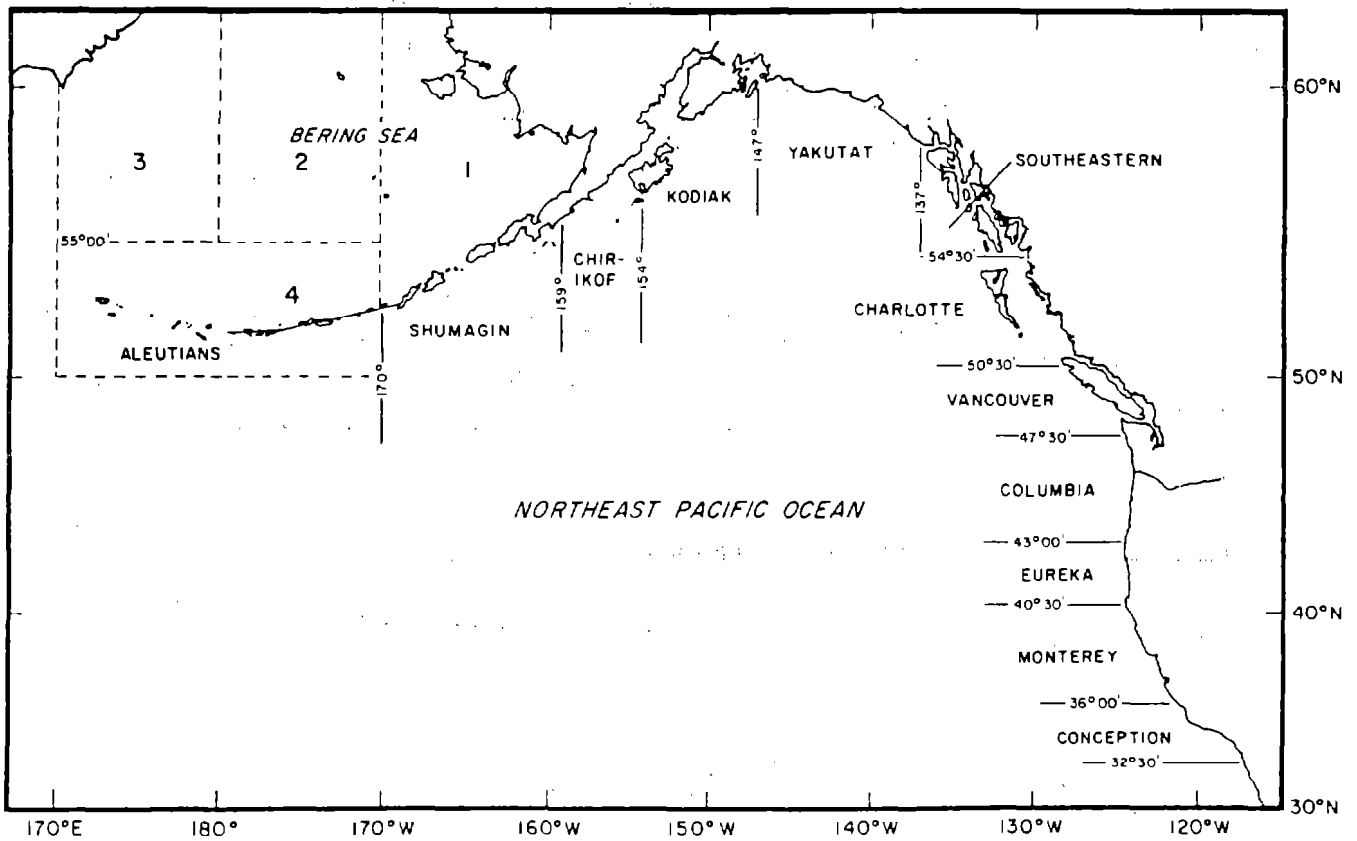 60°N
BERING SEA
3
2
1
147°
YAKUTAT
SOUTHEASTERN
KODIAK
137°
55°00'
CHIR-
IKOF
159°
154°
54°30'
4
CHARLOTTE
SHUMAGIN
ALEUTIANS
170°
50°30'
50°N
VANCOUVER
47°30'
COLUMBIA
NORTHEAST PACIFIC OCEAN
43°00'
EUREKA
40°30'
40°N
MONTEREY
36°00'
CONCEPTION
32°30'
30°N
170°E
180°
170°W
160°W
150°W
140°W
130°W
120°W